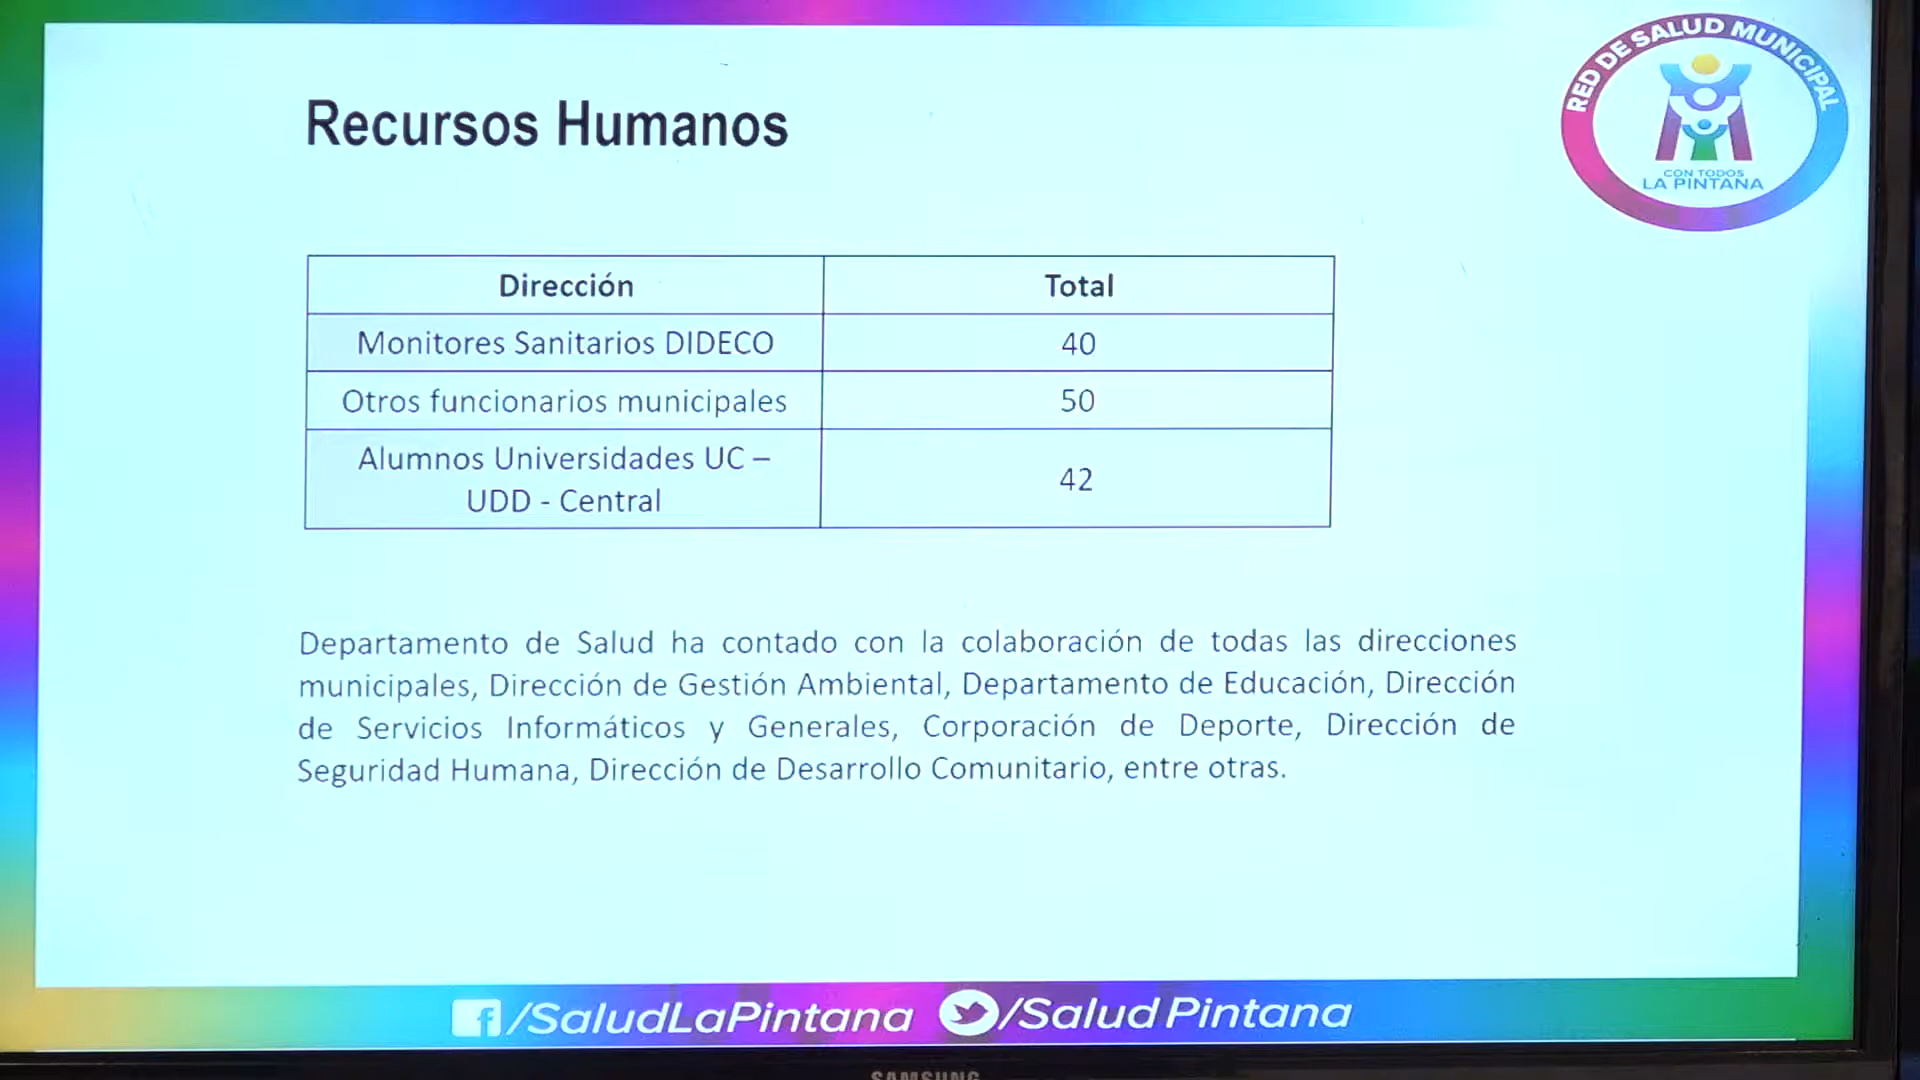 RED DE SALUD MUNICIPAL
CON TODOS
LA PINTANA
Recursos Humanos
Dirección Total
Monitores Sanitarios DIDECO 40
Otros funcionarios municipales 50
Alumnos Universidades UC –
UDD - Central 42
Departamento de Salud ha contado con la colaboración de todas las direcciones
municipales, Dirección de Gestión Ambiental, Departamento de Educación, Dirección
de Servicios Informáticos y Generales, Corporación de Deporte, Dirección de
Seguridad Humana, Dirección de Desarrollo Comunitario, entre otras.
/SaludLaPintana /Salud Pintana
SAMSUNG